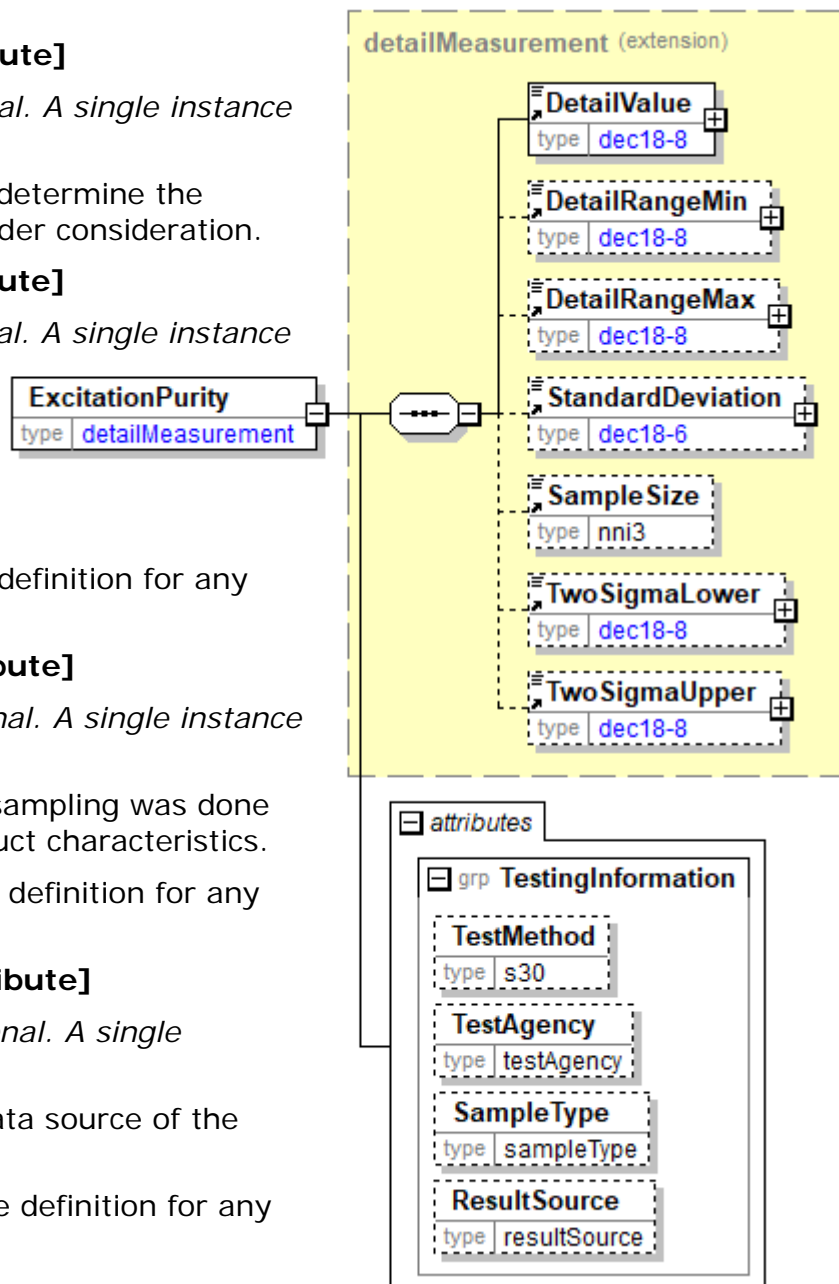 ute]
al. A single instance
determine the
der consideration.
ute]
al. A single instance
definition for any
bute]
nal. A single instance
sampling was done
uct characteristics.
definition for any
ibute]
onal. A single
ata source of the
e definition for any
ExcitationPurity
type detailMeasurement
detailMeasurement (extension)
DetailValue
type dec18-8
DetailRangeMin
type dec18-8
DetailRangeMax
type dec18-8
StandardDeviation
type dec18-6
SampleSize
type nni3
TwoSigmaLower
type dec18-8
TwoSigmaUpper
type dec18-8
attributes
grp TestingInformation
TestMethod
type s30
TestAgency
type testAgency
SampleType
type sampleType
ResultSource
type resultSource